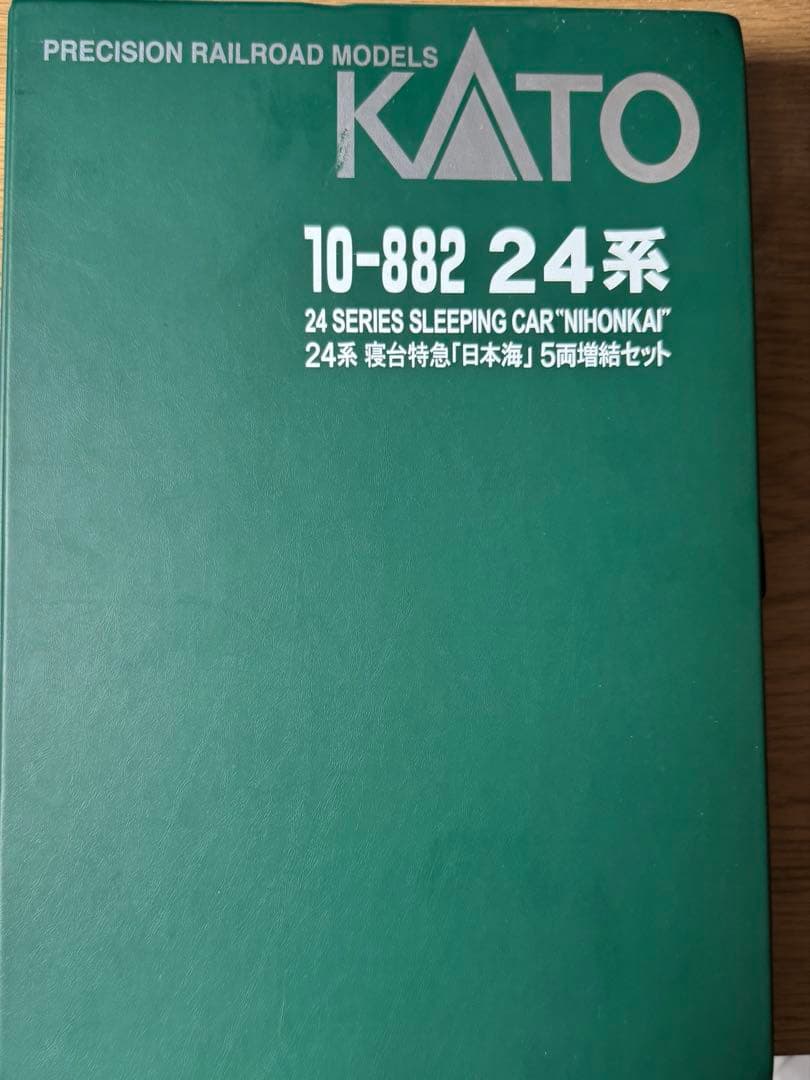 PRECISION RAILROAD MODELS
KATO
10-882 24系
24 SERIES SLEEPING CAR "NIHONKAI"
24系 寝台特急「日本海」 5両増結セット